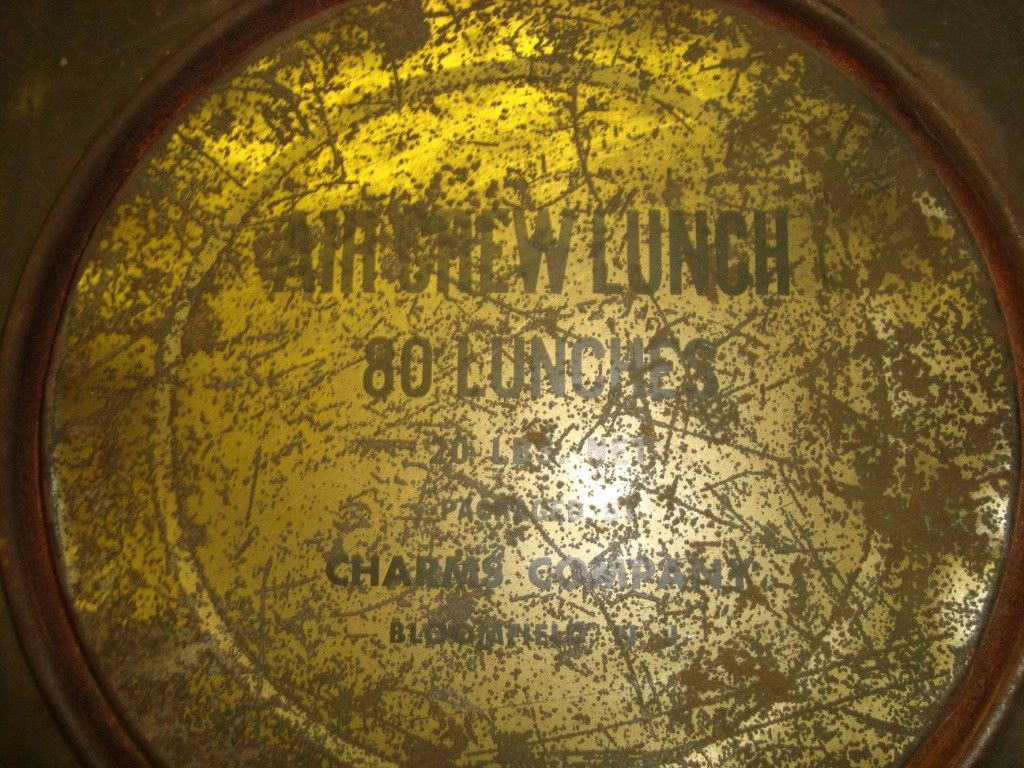 AIR CREW LUNCH
80 LUNCHES
20 LBS. NET
PACKAGED BY
CHARMS COMPANY
BLOOMFIELD N. J.